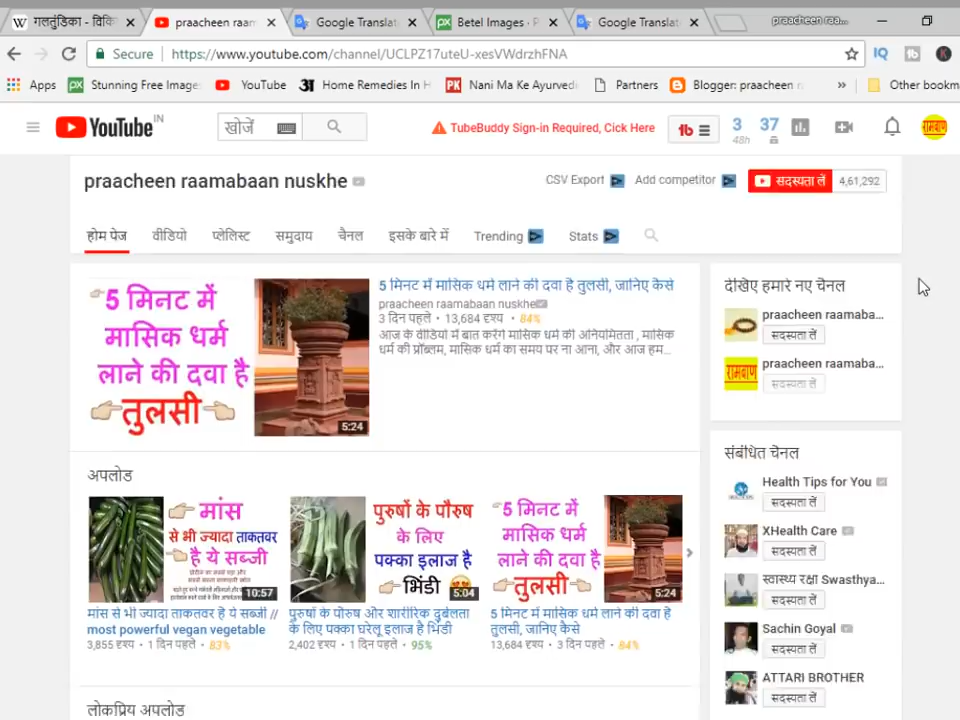 गलतुंडिका - विकि
praacheen raam
Google Translat
Betel Images · P
Google Translat
praacheen raa...
Secure
https://www.youtube.com/channel/UCLPZ17uteU-xesVWdrzhFNA
Apps
Stunning Free Image
YouTube
Home Remedies In H
Nani Ma Ke Ayurved
Partners
Blogger: praacheen r
»
Other bookm
YouTube IN
खोजें
TubeBuddy Sign-in Required, Click Here
3
48h
37
रामबाण
praacheen raamabaan nuskhe
CSV Export
Add competitor
सदस्यता लें
4,61,292
होम पेज
वीडियो
प्लेलिस्ट
समुदाय
चैनल
इसके बारे में
Trending
Stats
5 मिनट में
मासिक धर्म
लाने की दवा है
तुलसी
5:24
5 मिनट में मासिक धर्म लाने की दवा है तुलसी, जानिए कैसे
praacheen raamabaan nuskhe
3 दिन पहले • 13,684 दृश्य • 84%
आज के वीडियो में बात करेंगे मासिक धर्म की अनियमितता , मासिक
धर्म की प्रॉब्लम, मासिक धर्म का समय पर ना आना, और आज हम...
देखिए हमारे नए चैनल
praacheen raamaba...
सदस्यता लें
रामबाण
praacheen raamaba...
सदस्यता लें
अपलोड
मांस
से भी ज्यादा ताकतवर
है ये सब्जी
10:57
मांस से भी ज्यादा ताकतवर है ये सब्जी //
most powerful vegan vegetable
3,855 दृश्य • 1 दिन पहले • 83%
पुरुषों के पौरुष
के लिए
पक्का इलाज है
भिंडी
5:04
पुरुषों के पौरुष और शारीरिक दुर्बलता
के लिए पक्का घरेलू इलाज है भिंडी
2,402 दृश्य • 1 दिन पहले • 95%
5 मिनट में
मासिक धर्म
लाने की दवा है
तुलसी
5:24
5 मिनट में मासिक धर्म लाने की दवा है
तुलसी, जानिए कैसे
13,684 दृश्य • 3 दिन पहले • 84%
संबंधित चैनल
Health Tips for You
सदस्यता लें
XHealth Care
सदस्यता लें
स्वास्थ्य रक्षा Swasthya...
सदस्यता लें
Sachin Goyal
सदस्यता लें
ATTARI BROTHER
सदस्यता लें
लोकप्रिय अपलोड